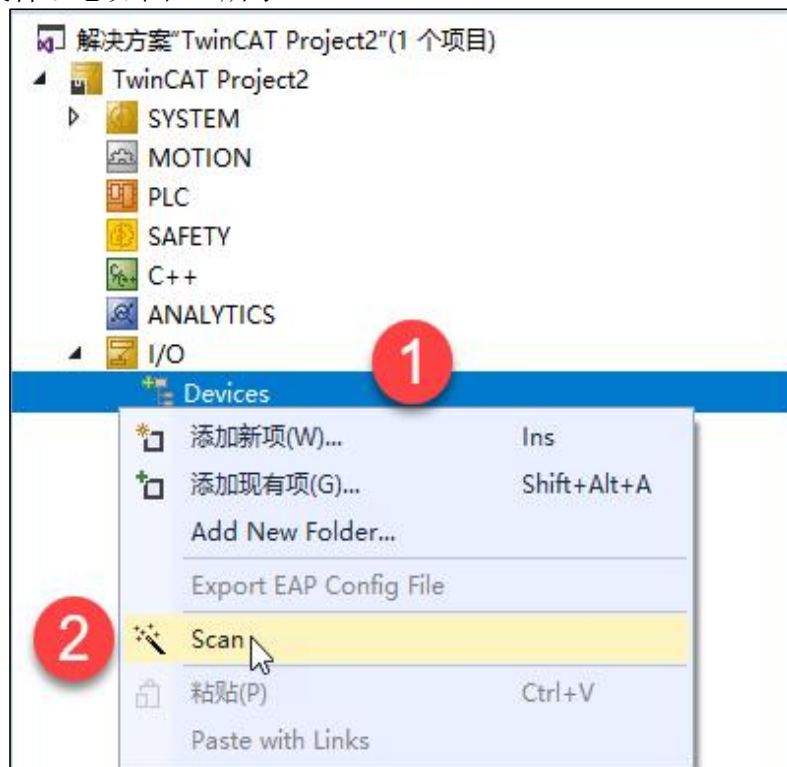 解决方案"TwinCAT Project2"(1 个项目)
TwinCAT Project2
SYSTEM
MOTION
PLC
SAFETY
C++
ANALYTICS
I/O
1
Devices
添加新项(W)... Ins
添加现有项(G)... Shift+Alt+A
Add New Folder...
Export EAP Config File
2 Scan
粘贴(P) Ctrl+V
Paste with Links